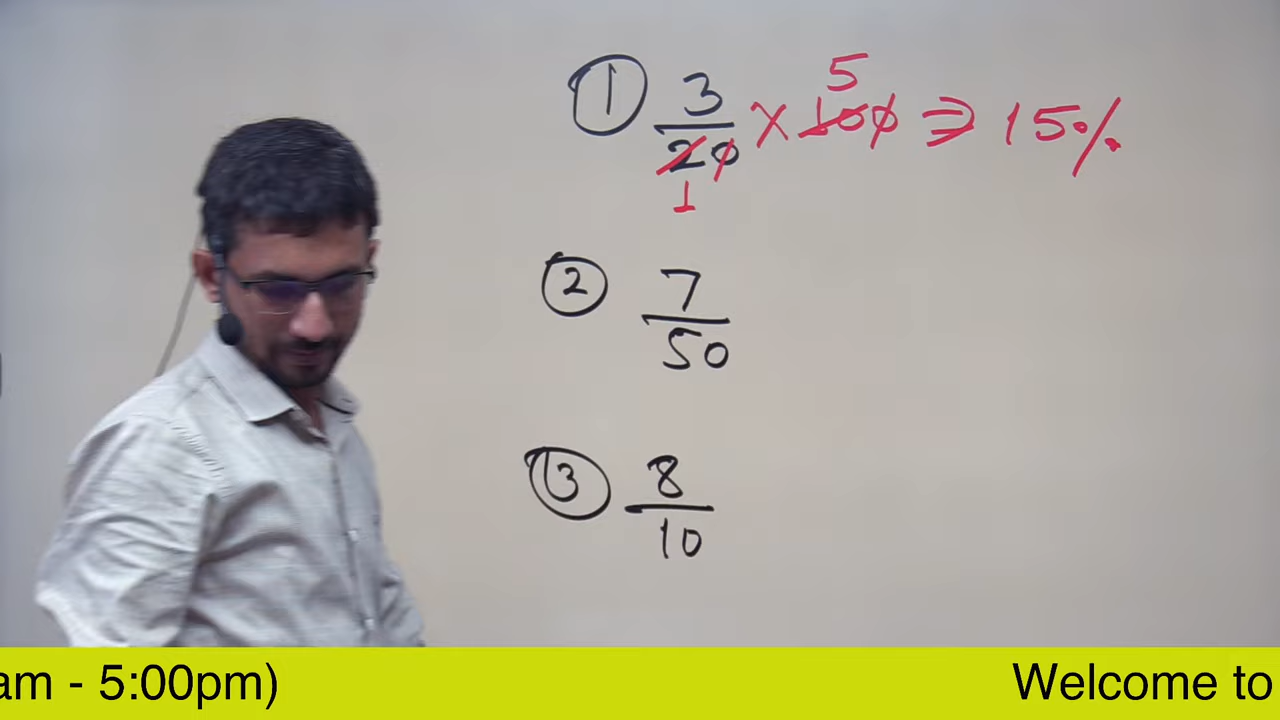 ① 3/20 × 100 ⇒ 15%
5
1
② 7/50
③ 8/10
am - 5:00pm)
Welcome to